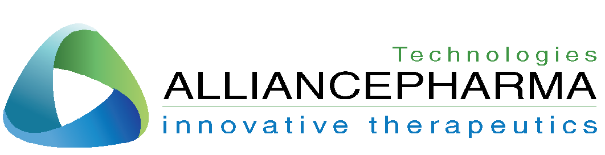 Technologies
ALLIANCEPHARMA
innovative therapeutics